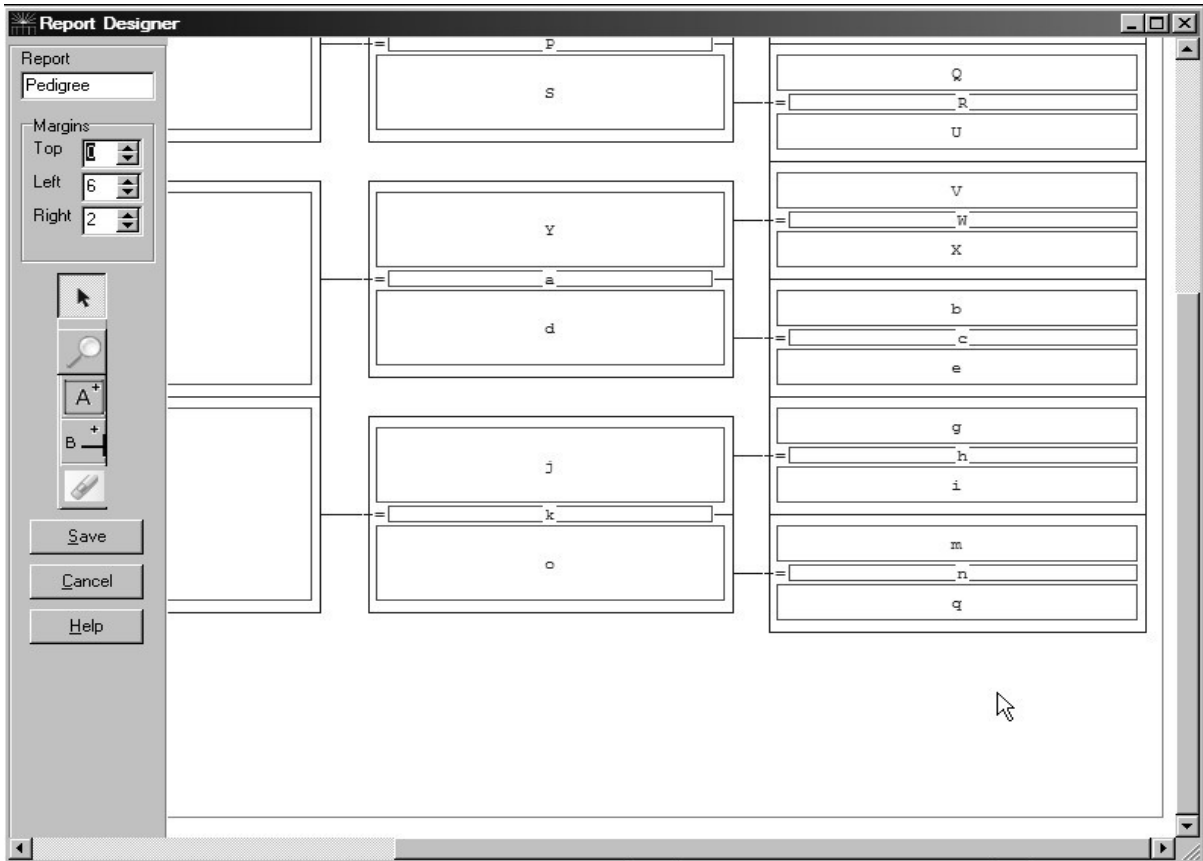 Report Designer
Report
Pedigree
Margins
Top 0
Left 6
Right 2
A+
B+
Save
Cancel
Help
= P
S
Y
= a
d
j
= k
o
Q
= R
U
V
= W
X
b
= c
e
g
= h
i
m
= n
q